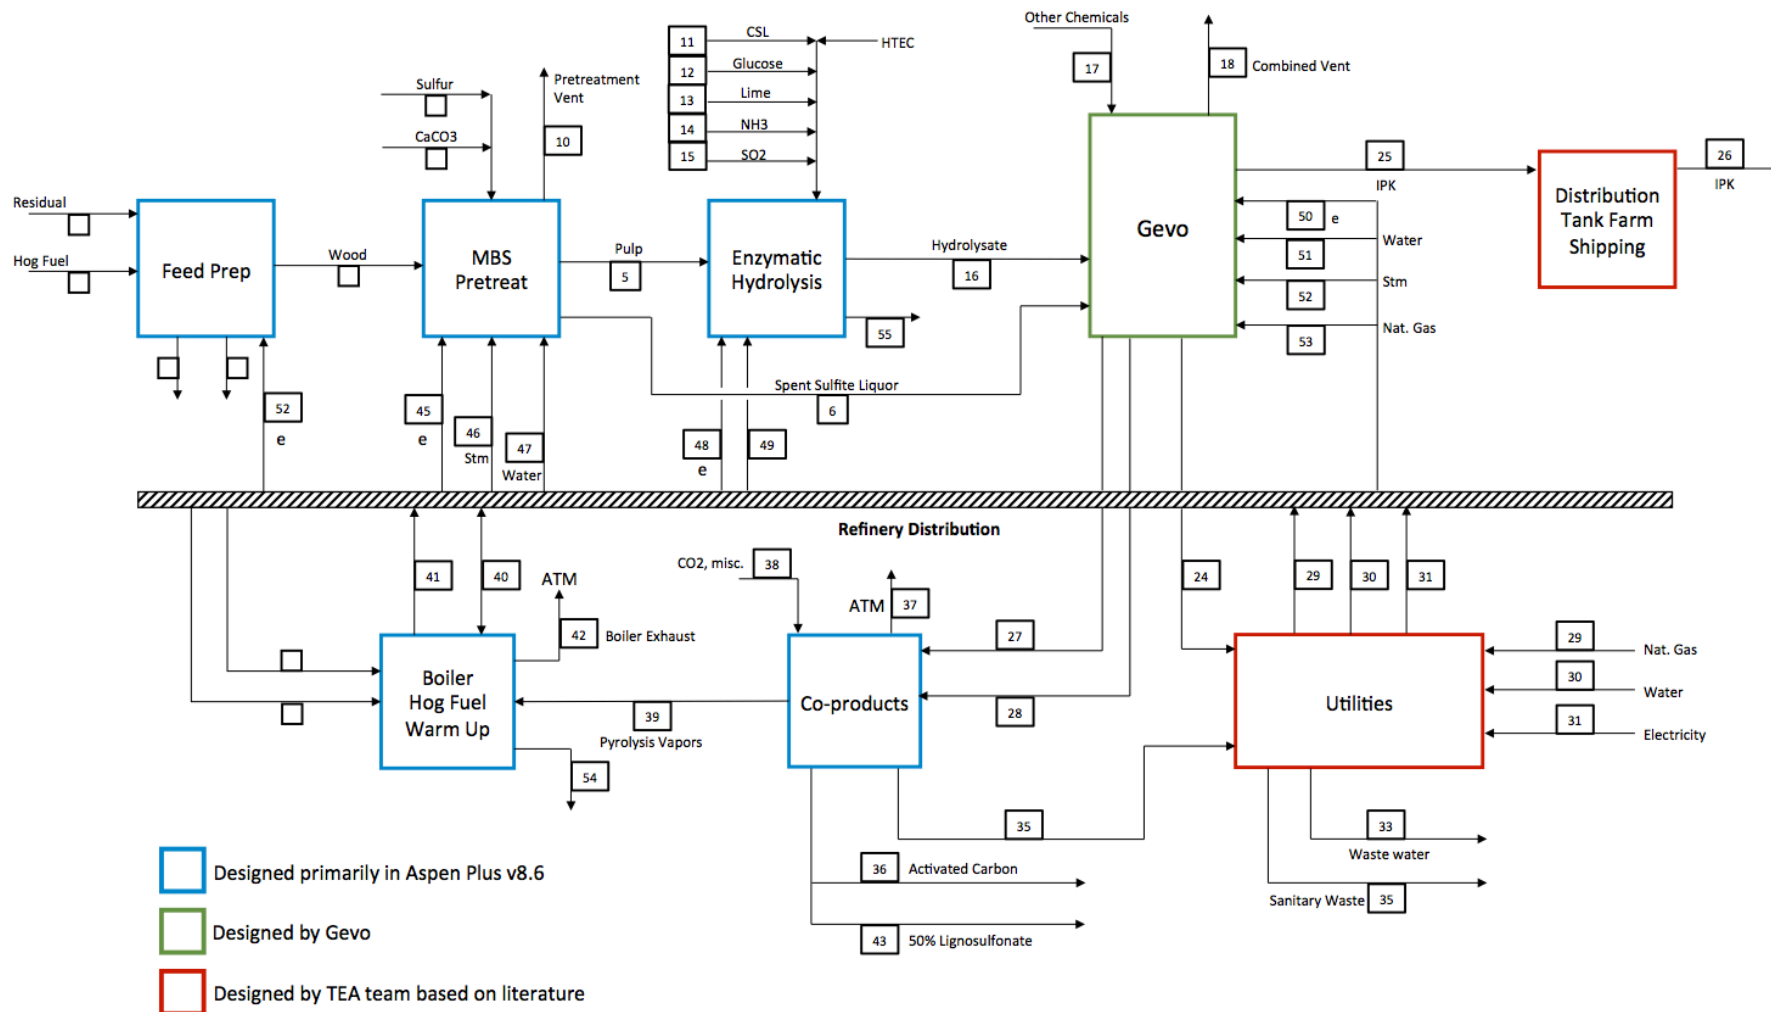 Other Chemicals
11
CSL
HTEC
17
18
Combined Vent
12
Glucose
Sulfur
Pretreatment
Vent
13
Lime
CaCO3
10
14
NH3
15
SO2
25
IPK
26
IPK
Residual
Hog Fuel
Feed Prep
Wood
MBS
Pretreat
Pulp
5
Enzymatic
Hydrolysis
Hydrolysate
16
Gevo
50
e
Water
51
Stm
52
Nat. Gas
53
Distribution
Tank Farm
Shipping
55
Spent Sulfite Liquor
6
52
e
45
e
46
Stm
47
Water
48
e
49
Refinery Distribution
41
40
ATM
42
Boiler Exhaust
CO2, misc.
38
ATM
37
24
29
30
31
27
28
Boiler
Hog Fuel
Warm Up
39
Pyrolysis Vapors
Co-products
Utilities
29
Nat. Gas
30
Water
31
Electricity
54
35
33
Waste water
36
Activated Carbon
Sanitary Waste
35
43
50% Lignosulfonate
Designed primarily in Aspen Plus v8.6
Designed by Gevo
Designed by TEA team based on literature